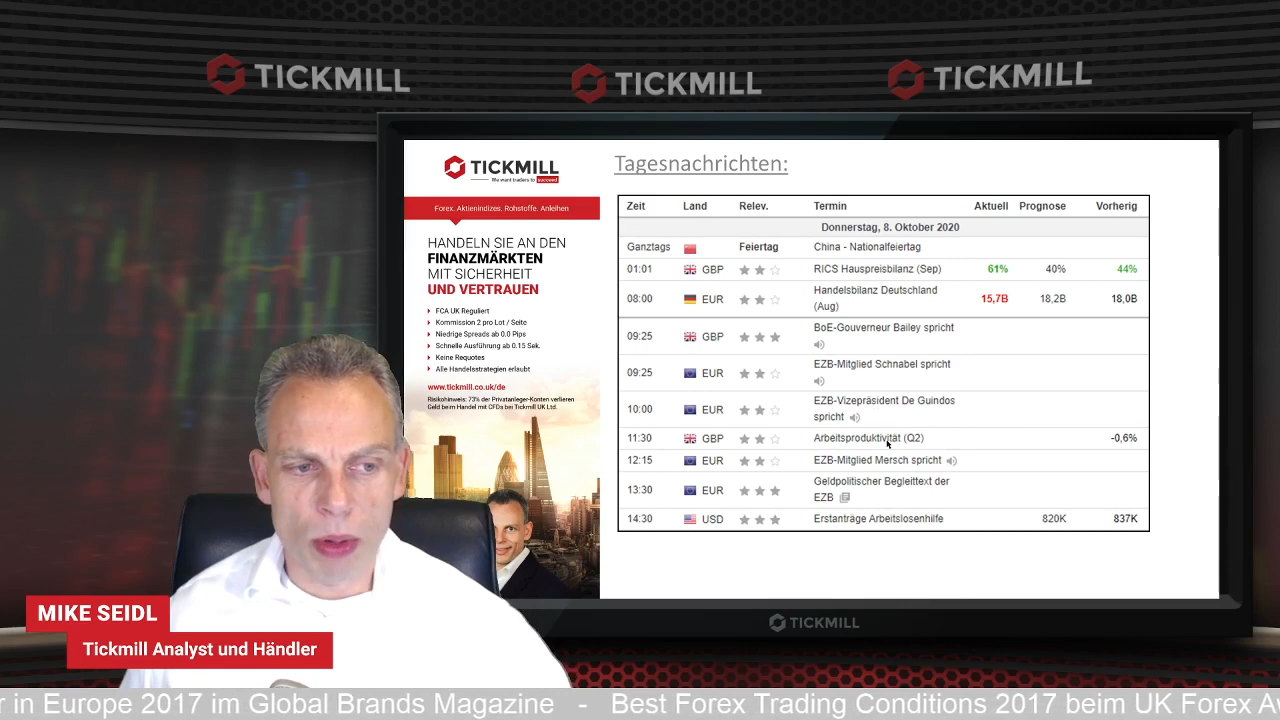 TICKMILL
TICKMILL
TICKMILL
TICKMILL
We want traders to succeed
Forex. Aktienindizes. Rohstoffe. Anleihen
HANDELN SIE AN DEN
FINANZMÄRKTEN
MIT SICHERHEIT
UND VERTRAUEN
FCA UK Reguliert
Kommission 2 pro Lot / Seite
Niedrige Spreads ab 0.0 Pips
Schnelle Ausführung ab 0.15 Sek.
Keine Requotes
Alle Handelsstrategien erlaubt
www.tickmill.co.uk/de
Risikohinweis: 73% der Privatanleger-Konten verlieren
Geld beim Handel mit CFDs bei Tickmill UK Ltd.
Tagesnachrichten:
Zeit Land Relev. Termin Aktuell Prognose Vorherig
Donnerstag, 8. Oktober 2020
Ganztags Feiertag China - Nationalfeiertag
01:01 GBP RICS Hauspreisbilanz (Sep) 61% 40% 44%
08:00 EUR Handelsbilanz Deutschland
(Aug) 15,7B 18,2B 18,0B
09:25 GBP BoE-Gouverneur Bailey spricht
09:25 EUR EZB-Mitglied Schnabel spricht
10:00 EUR EZB-Vizepräsident De Guindos
spricht
11:30 GBP Arbeitsproduktivität (Q2) -0,6%
12:15 EUR EZB-Mitglied Mersch spricht
13:30 EUR Geldpolitischer Begleittext der
EZB
14:30 USD Erstanträge Arbeitslosenhilfe 820K 837K
TICKMILL
MIKE SEIDL
Tickmill Analyst und Händler
r in Europe 2017 im Global Brands Magazine - Best Forex Trading Conditions 2017 beim UK Forex A